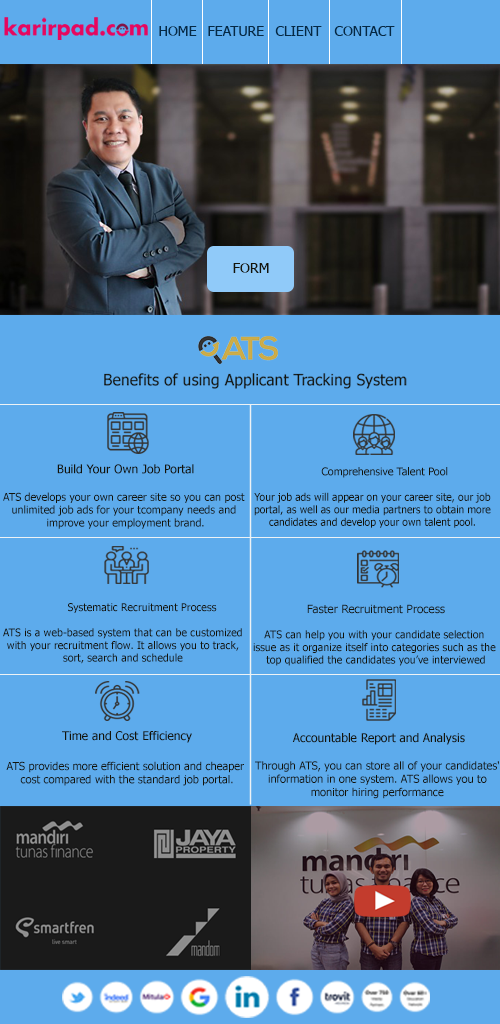 karirpad.com
HOME
FEATURE
CLIENT
CONTACT
FORM
ATS
Benefits of using Applicant Tracking System
Build Your Own Job Portal
ATS develops your own career site so you can post
unlimited job ads for your tcompany needs and
improve your employment brand.
Comprehensive Talent Pool
Your job ads will appear on your career site, our job
portal, as well as our media partners to obtain more
candidates and develop your own talent pool.
Systematic Recruitment Process
ATS is a web-based system that can be customized
with your recruitment flow. It allows you to track,
sort, search and schedule
Faster Recruitment Process
ATS can help you with your candidate selection
issue as it organize itself into categories such as the
top qualified the candidates you've interviewed
Time and Cost Efficiency
ATS provides more efficient solution and cheaper
cost compared with the standard job portal.
Accountable Report and Analysis
Through ATS, you can store all of your candidates'
information in one system. ATS allows you to
monitor hiring performance
mandiri
tunas finance
JAYA
PROPERTY
smartfren
live smart
mandom
mandiri
tunas finance
indeed
Mitula
G
in
f
trovit
Over 750
Over 60+